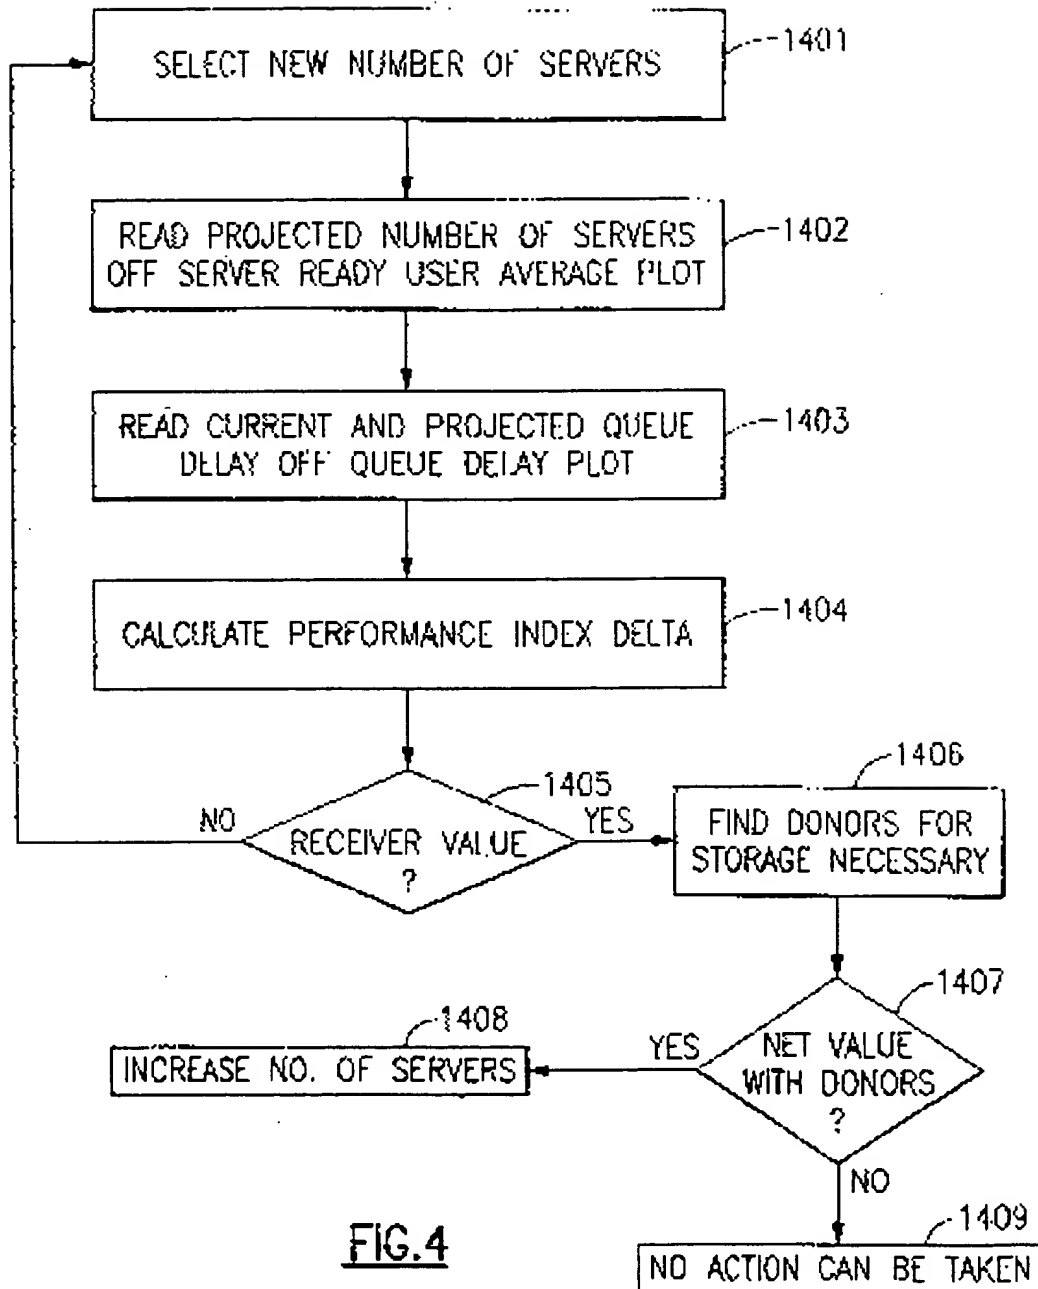 SELECT NEW NUMBER OF SERVERS
1401
READ PROJECTED NUMBER OF SERVERS
OFF SERVER READY USER AVERAGE PLOT
1402
READ CURRENT AND PROJECTED QUEUE
DELAY OFF QUEUE DELAY PLOT
1403
CALCULATE PERFORMANCE INDEX DELTA
1404
1405
NO
RECEIVER VALUE
?
YES
1406
FIND DONORS FOR
STORAGE NECESSARY
1407
NET VALUE
WITH DONORS
?
YES
1408
INCREASE NO. OF SERVERS
NO
1409
NO ACTION CAN BE TAKEN
FIG.4